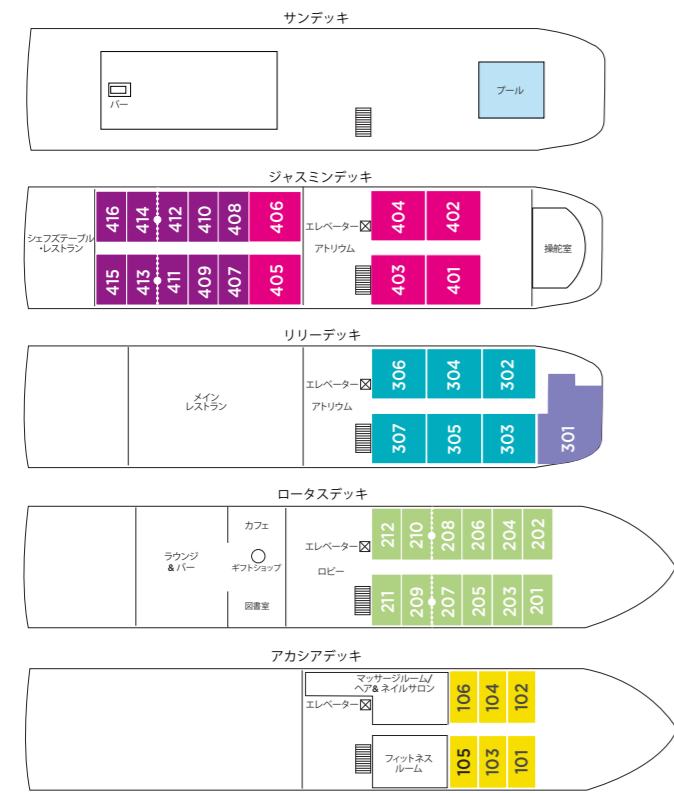 サンデッキ
バー
プール
ジャスミンデッキ
416
414
412
410
408
406
404
402
シェフズテーブル
・レストラン
エレベーター
アトリウム
操舵室
415
413
411
409
407
405
403
401
リリーデッキ
306
304
302
メイン
レストラン
エレベーター
アトリウム
307
305
303
301
ロータスデッキ
カフェ
212
210
208
206
204
202
ラウンジ
& バー
ギフトショップ
エレベーター
ロビー
図書室
211
209
207
205
203
201
アカシアデッキ
マッサージルーム/
ヘア& ネイルサロン
エレベーター
106
104
102
フィットネス
ルーム
105
103
101